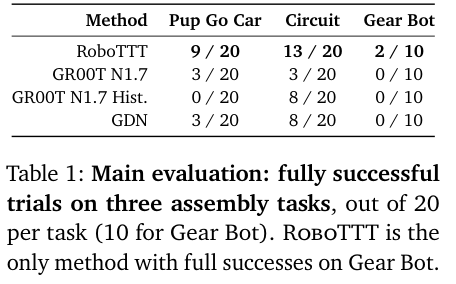 Method Pup Go Car Circuit Gear Bot
RoboTTT 9 / 20 13 / 20 2 / 10
GR00T N1.7 3 / 20 3 / 20 0 / 10
GR00T N1.7 Hist. 0 / 20 8 / 20 0 / 10
GDN 3 / 20 8 / 20 0 / 10
Table 1: Main evaluation: fully successful
trials on three assembly tasks, out of 20
per task (10 for Gear Bot). RoboTTT is the
only method with full successes on Gear Bot.